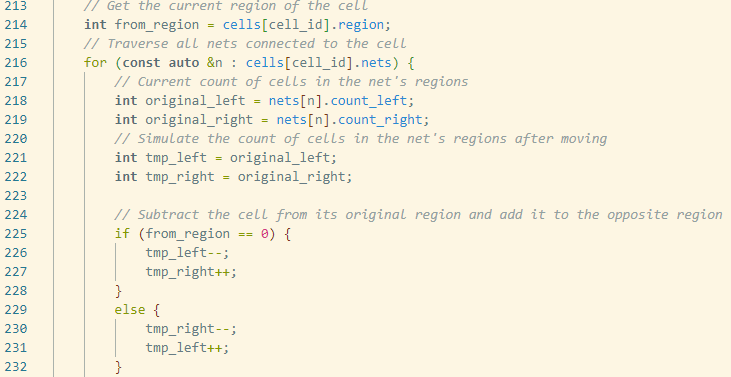 213 // Get the current region of the cell
214 int from_region = cells[cell_id].region;
215 // Traverse all nets connected to the cell
216 for (const auto &n : cells[cell_id].nets) {
217 // Current count of cells in the net's regions
218 int original_left = nets[n].count_left;
219 int original_right = nets[n].count_right;
220 // Simulate the count of cells in the net's regions after moving
221 int tmp_left = original_left;
222 int tmp_right = original_right;
223
224 // Subtract the cell from its original region and add it to the opposite region
225 if (from_region == 0) {
226 tmp_left--;
227 tmp_right++;
228 }
229 else {
230 tmp_right--;
231 tmp_left++;
232 }